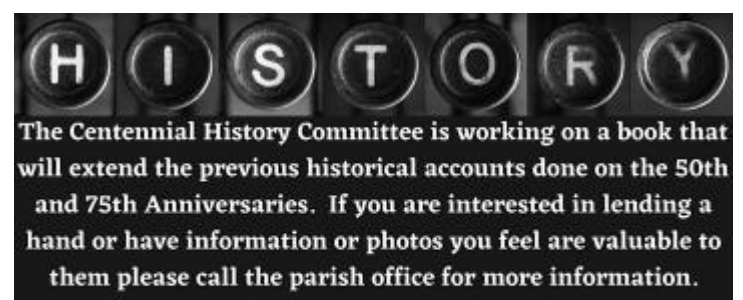 HISTORY
The Centennial History Committee is working on a book that
will extend the previous historical accounts done on the 50th
and 75th Anniversaries. If you are interested in lending a
hand or have information or photos you feel are valuable to
them please call the parish office for more information.